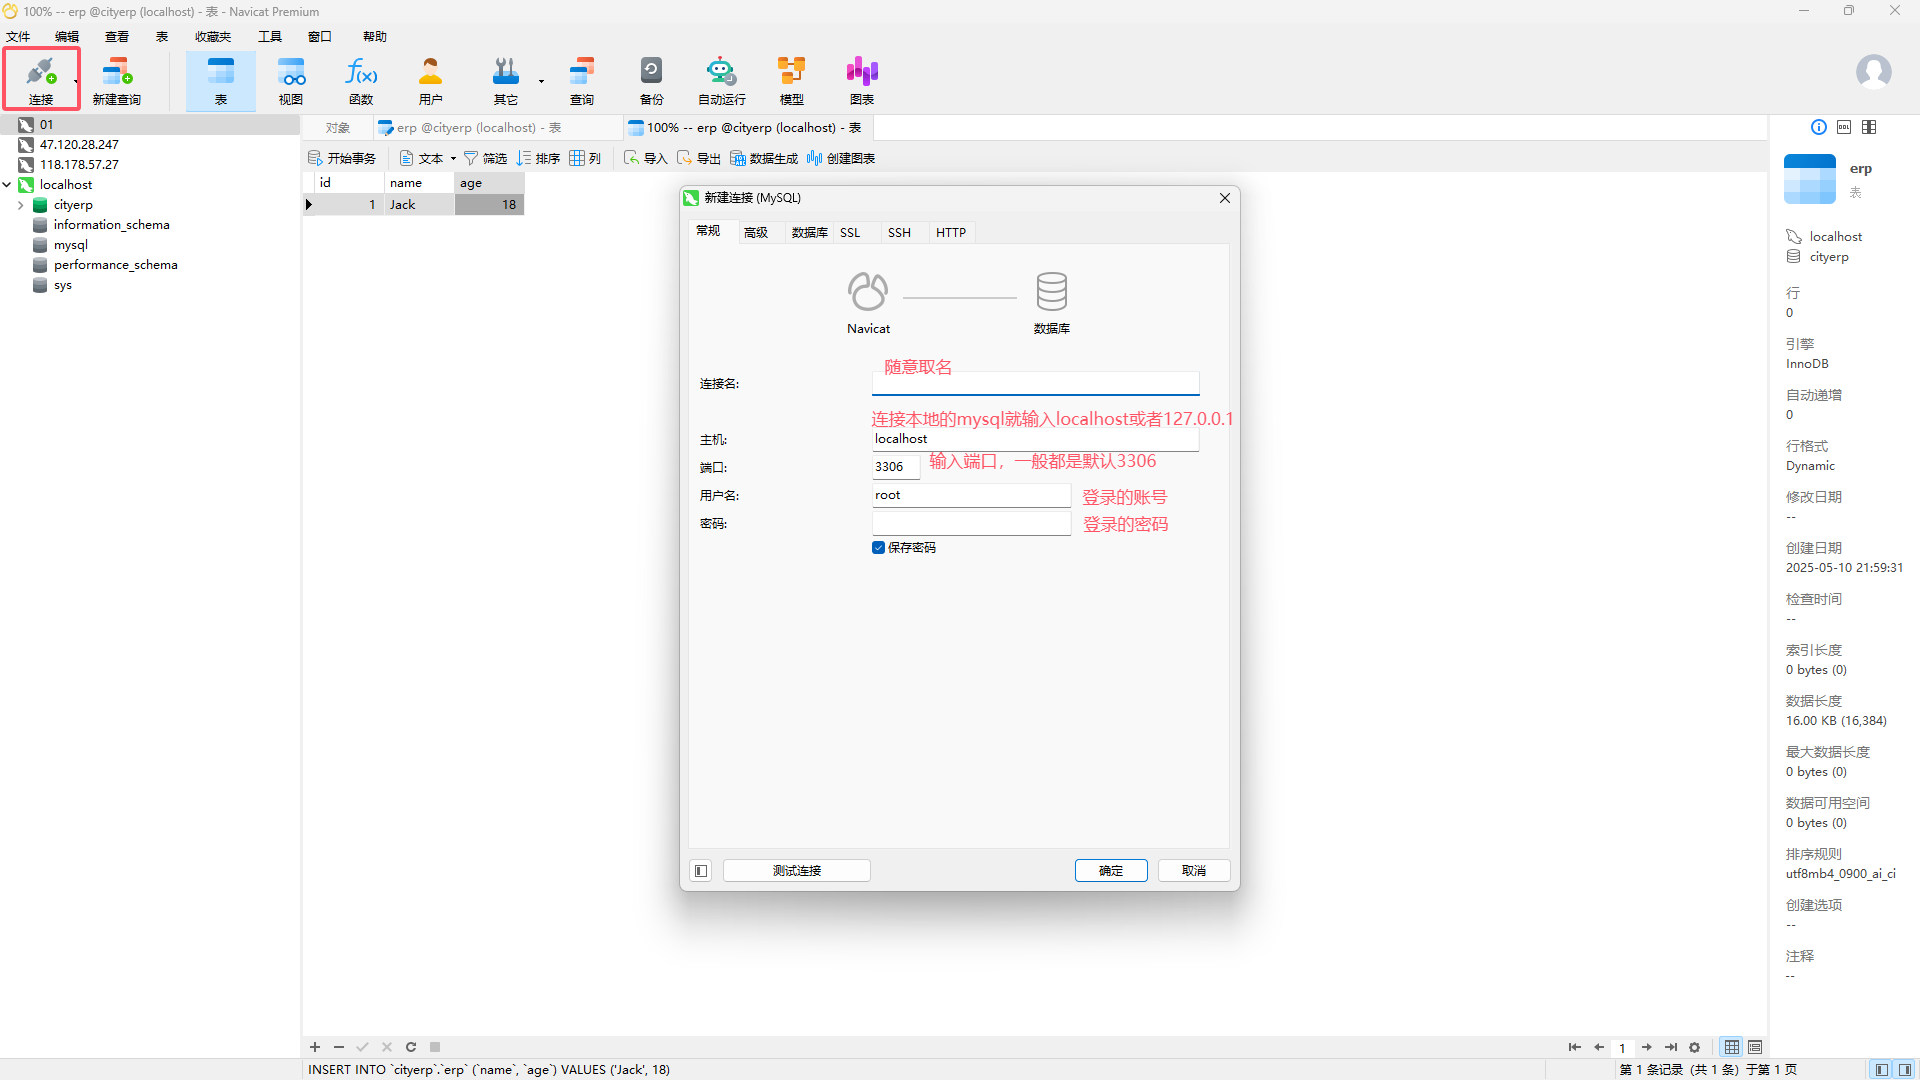 100% -- erp @cityerp (localhost) - 表 - Navicat Premium
文件 编辑 查看 表 收藏夹 工具 窗口 帮助
连接 新建查询 表 视图 函数 用户 其它 查询 备份 自动运行 模型 图表
01
47.120.28.247
118.178.57.27
localhost
cityerp
information_schema
mysql
performance_schema
sys
对象 erp @cityerp (localhost) - 表 100% -- erp @cityerp (localhost) - 表
开始事务 文本 筛选 排序 列 导入 导出 数据生成 创建图表
id name age
1 Jack 18
新建连接 (MySQL)
常规 高级 数据库 SSL SSH HTTP
Navicat 数据库
随意取名
连接名:
连接本地的mysql就输入localhost或者127.0.0.1
主机: localhost
端口: 3306 输入端口，一般都是默认3306
用户名: root 登录的账号
密码: 登录的密码
保存密码
测试连接 确定 取消
erp
表
localhost
cityerp
行
0
引擎
InnoDB
自动递增
0
行格式
Dynamic
修改日期
--
创建日期
2025-05-10 21:59:31
检查时间
--
索引长度
0 bytes (0)
数据长度
16.00 KB (16,384)
最大数据长度
0 bytes (0)
数据可用空间
0 bytes (0)
排序规则
utf8mb4_0900_ai_ci
创建选项
--
注释
--
1
INSERT INTO `cityerp`.`erp` (`name`, `age`) VALUES ('Jack', 18)
第 1 条记录（共 1 条）于第 1 页